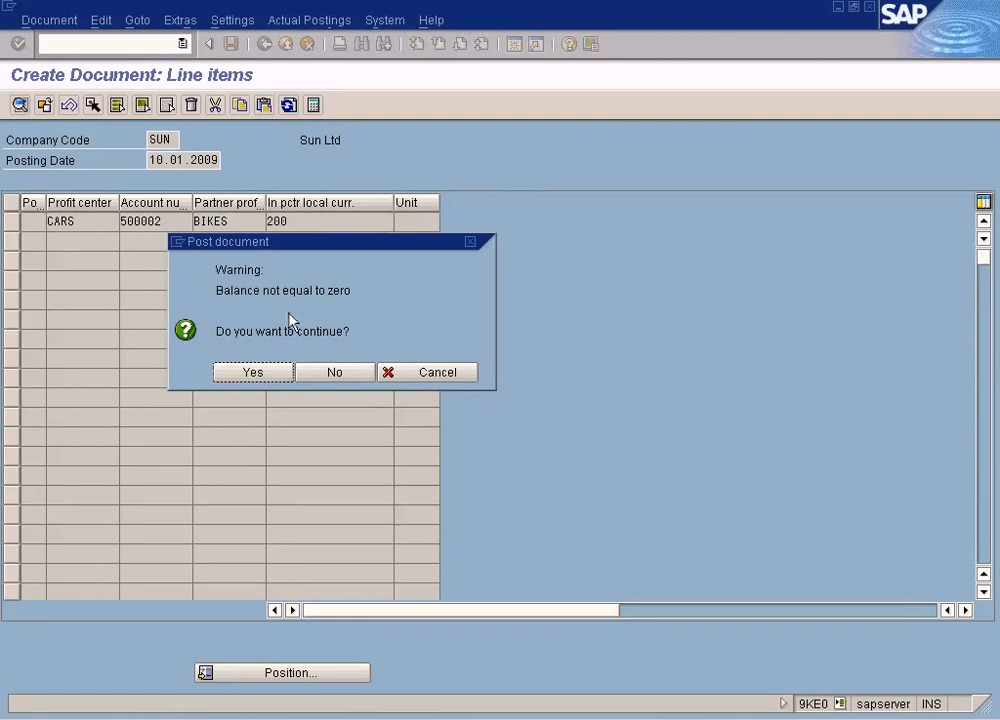 Document Edit Goto Extras Settings Actual Postings System Help
SAP
Create Document: Line items
Company Code SUN Sun Ltd
Posting Date 10.01.2009
Po... Profit center Account nu... Partner prof... In pctr local curr. Unit
CARS 500002 BIKES 200
Post document
Warning:
Balance not equal to zero
Do you want to continue?
Yes No Cancel
Position...
9KE0 sapserver INS